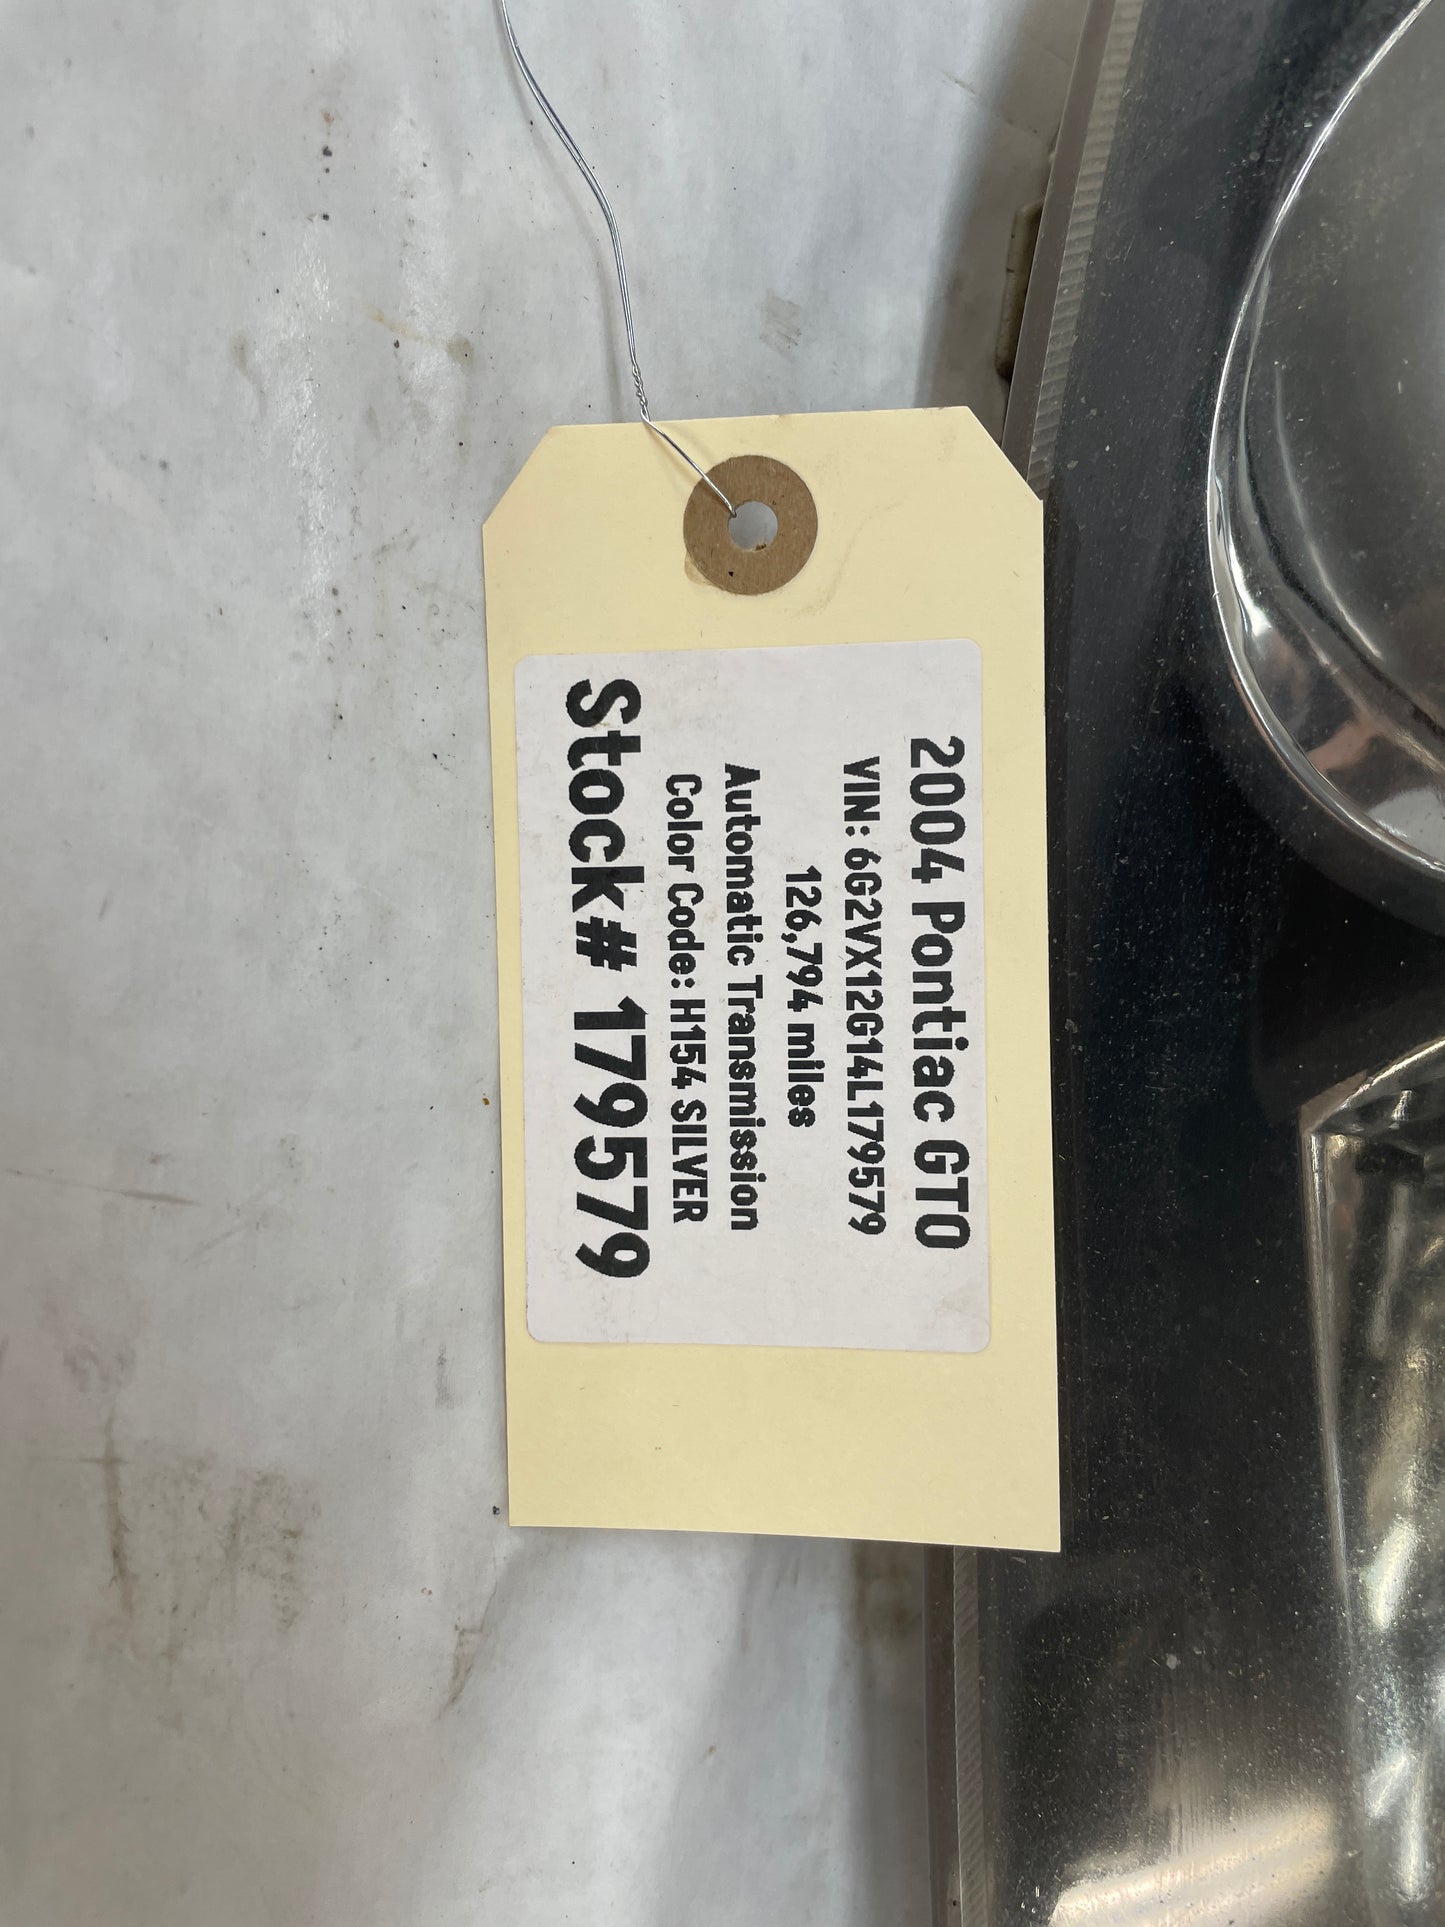 2004 Pontiac GTO
VIN: 6G2VX12G14L179579
126,794 miles
Automatic Transmission
Color Code: H154 SILVER
Stock# 179579